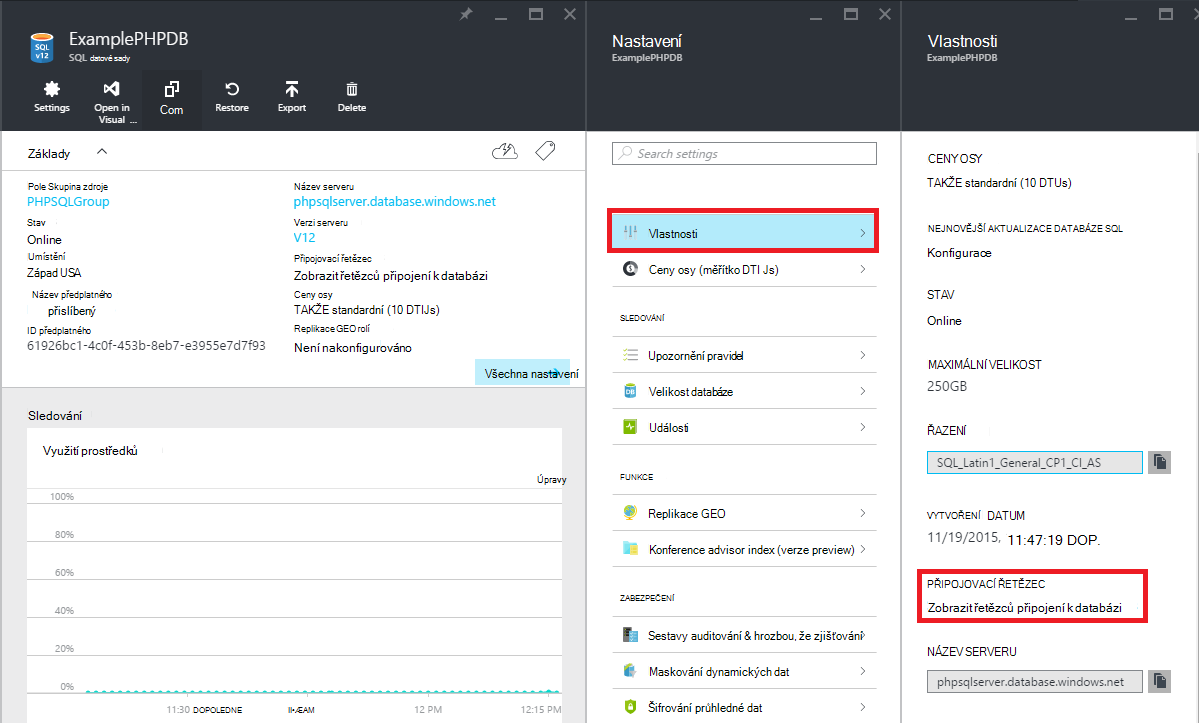 ExamplePHPDB
SQL datové sady
SQL
v12
Settings
Open in
Visual ...
Com
Restore
Export
Delete
Základy
Pole Skupina zdroje
PHPSQLGroup
Stav
Online
Umístění
Západ USA
Název předplatného
přislíbený
ID předplatného
61926bc1-4c0f-453b-8eb7-e3955e7d7f93
Název serveru
phpsqlserver.database.windows.net
Verzi serveru
V12
Připojovací řetězec
Zobrazit řetězců připojení k databázi
Ceny osy
TAKŽE standardní (10 DTIJs)
Replikace GEO rolí
Není nakonfigurováno
Všechna nastavení
Sledování
Využití prostředků
Úpravy
100%
80%
60%
40%
20%
0%
11:30 DOPOLEDNE
12 PM
12:15 PM
Nastavení
ExamplePHPDB
Search settings
Vlastnosti
Ceny osy (měřítko DTI Js)
SLEDOVÁNÍ
Upozornění pravidel
Velikost databáze
Události
FUNKCE
Replikace GEO
Konference advisor index (verze preview)
ZABEZPEČENÍ
Sestavy auditování & hrozbou, že zjišťování
Maskování dynamických dat
Šifrování průhledné dat
Vlastnosti
ExamplePHPDB
CENY OSY
TAKŽE standardní (10 DTUs)
NEJNOVĚJŠÍ AKTUALIZACE DATABÁZE SQL
Konfigurace
STAV
Online
MAXIMÁLNÍ VELIKOST
250GB
ŘAZENÍ
SQL_Latin1_General_CP1_CI_AS
VYTVOŘENÍ DATUM
11/19/2015, 11:47:19 DOP.
PŘIPOJOVACÍ ŘETĚZEC
Zobrazit řetězců připojení k databázi
NÁZEV SERVERU
phpsqlserver.database.windows.net